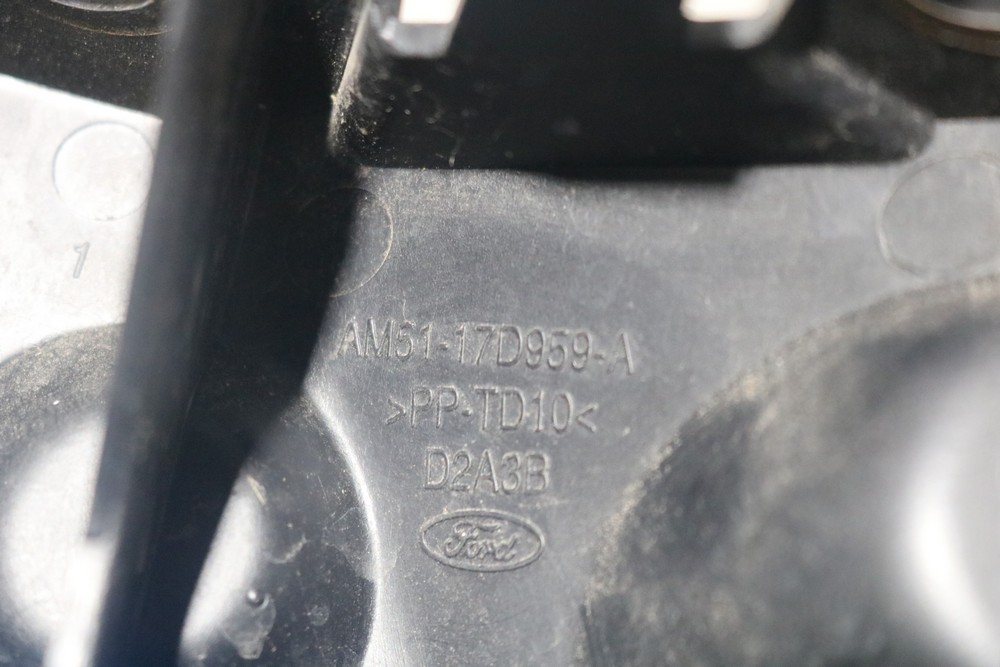 1
AM51-17D959-A
>PP-TD10<
D2A3B
Ford